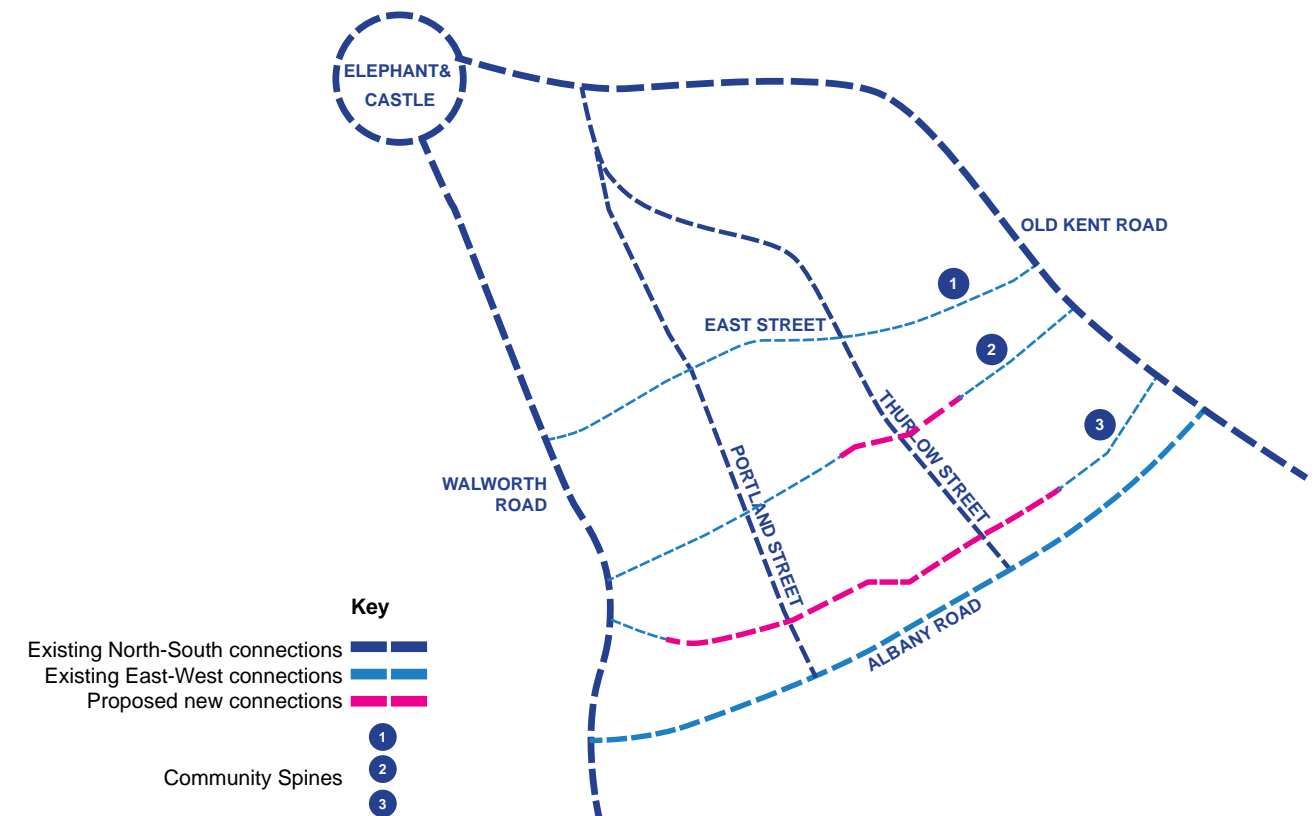 ELEPHANT&
CASTLE
OLD KENT ROAD
1
EAST STREET
2
THURLOW STREET
3
PORTLAND STREET
WALWORTH
ROAD
ALBANY ROAD
Key
Existing North-South connections
Existing East-West connections
Proposed new connections
1
Community Spines
2
3